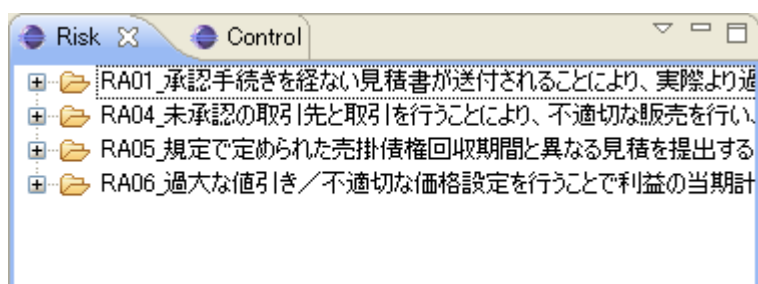 Risk Control
RA01_承認手続きを経ない見積書が送付されることにより、実際より過
RA04_未承認の取引先と取引を行うことにより、不適切な販売を行い、
RA05_規定で定められた売掛債権回収期間と異なる見積を提出する
RA06_過大な値引き／不適切な価格設定を行うことで利益の当期計